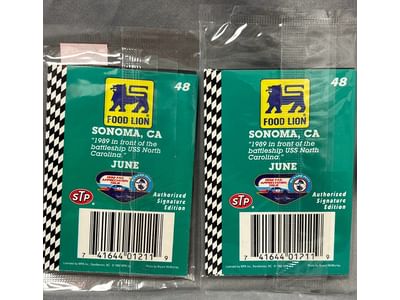 48
FOOD LION
SONOMA, CA
"1989 in front of the
battleship USS North
Carolina."
JUNE
STP
Authorized
Signature
Edition
7 41644 01211 9
48
FOOD LION
SONOMA, CA
"1989 in front of the
battleship USS North
Carolina."
JUNE
STP
Authorized
Signature
Edition
7 41644 01211 9